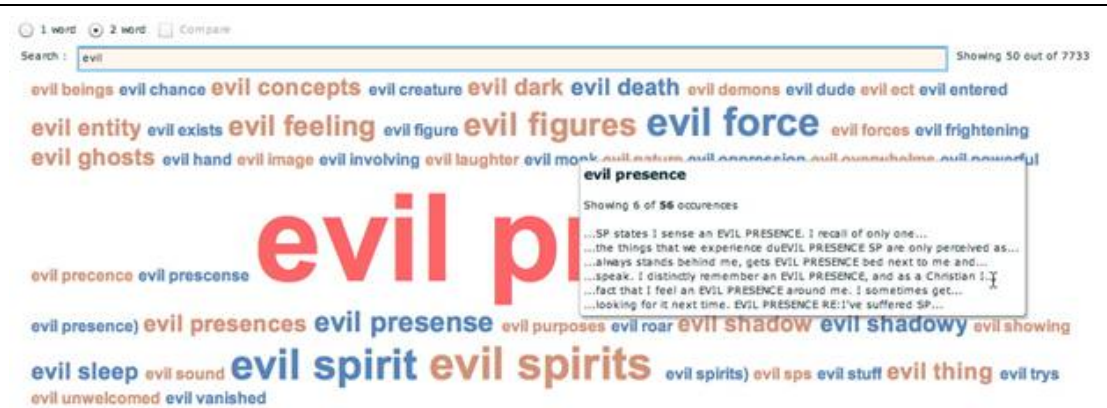 1 word 2 word Compare
Search : evil Showing 50 out of 7733
evil beings evil chance evil concepts evil creature evil dark evil death evil demons evil dude evil ect evil entered
evil entity evil exists evil feeling evil figure evil figures evil force evil forces evil frightening
evil ghosts evil hand evil image evil involving evil laughter evil monk evil nature evil oppression evil overwhelms evil powerful
evil presence
Showing 6 of 56 occurences
...SP states I sense an EVIL PRESENCE. I recall of only one...
...the things that we experience duEVIL PRESENCE SP are only perceived as...
...always stands behind me, gets EVIL PRESENCE bed next to me and...
...speak. I distinctly remember an EVIL PRESENCE, and as a Christian I...
...fact that I feel an EVIL PRESENCE around me. I sometimes get...
...looking for it next time. EVIL PRESENCE RE:I've suffered SP...
evil precence evil prescense evil p
evil presence) evil presences evil presense evil purposes evil roar evil shadow evil shadowy evil showing
evil sleep evil sound evil spirit evil spirits evil spirits) evil sps evil stuff evil thing evil trys
evil unwelcomed evil vanished